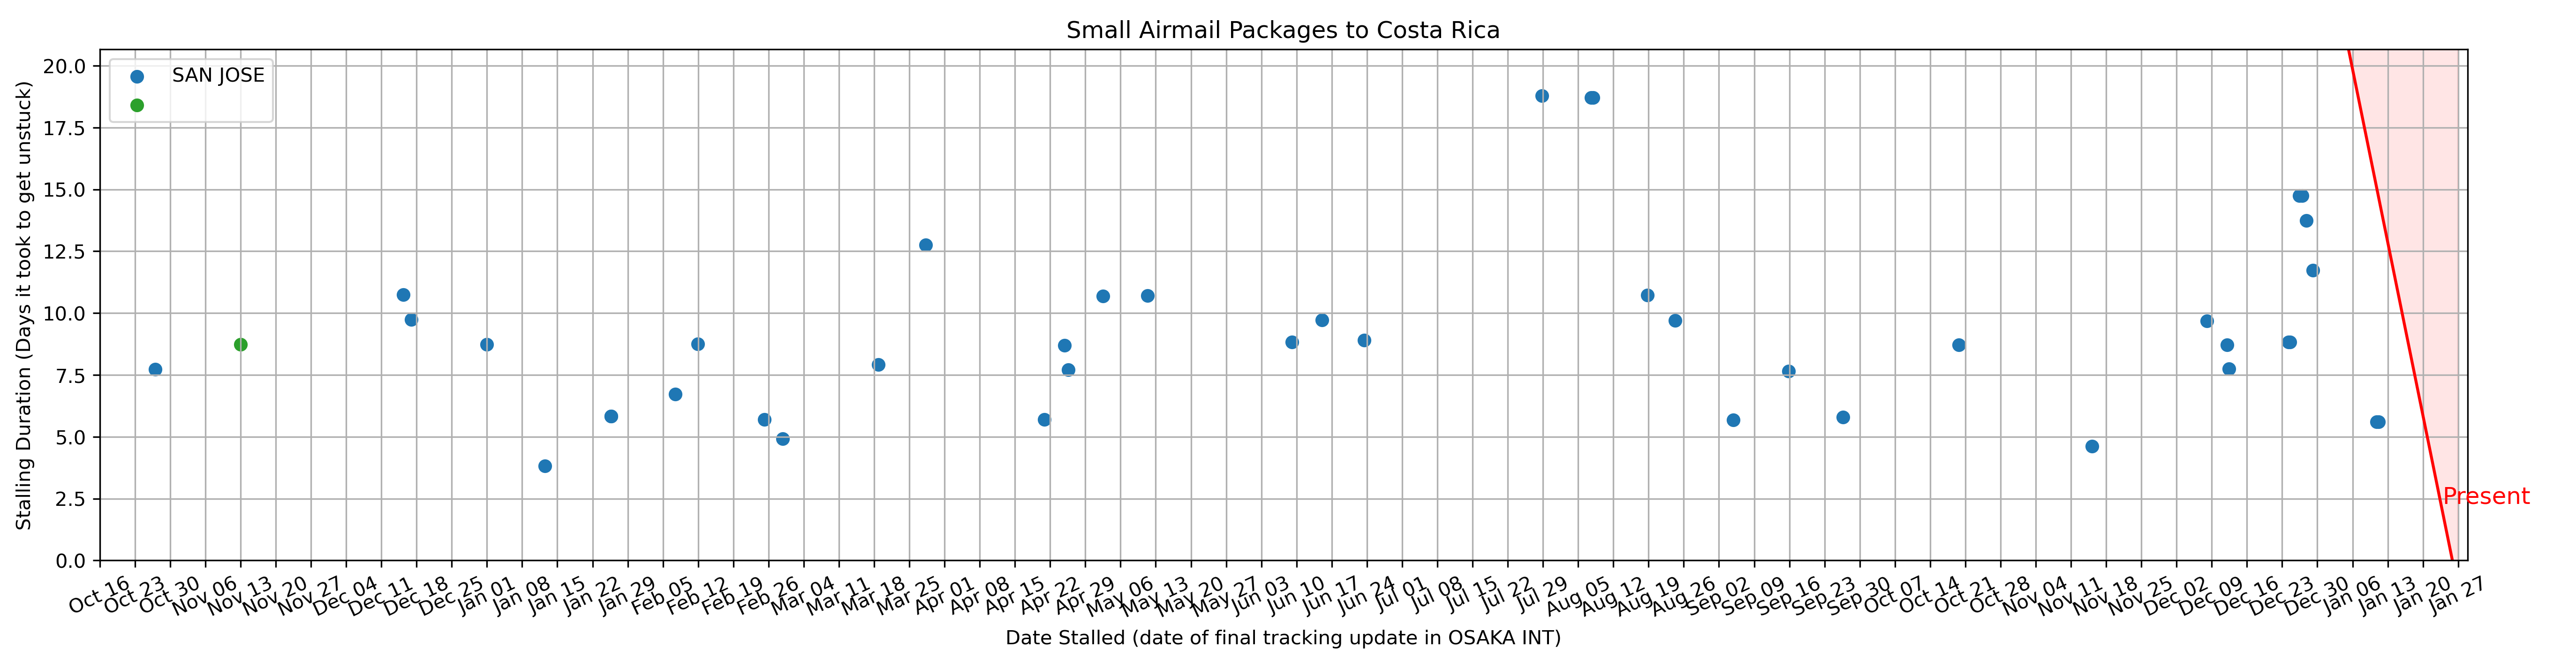 Small Airmail Packages to Costa Rica
SAN JOSE
Stalling Duration (Days it took to get unstuck)
20.0
17.5
15.0
12.5
10.0
7.5
5.0
2.5
0.0
Present
Oct 16
Oct 23
Oct 30
Nov 06
Nov 13
Nov 20
Nov 27
Dec 04
Dec 11
Dec 18
Dec 25
Jan 01
Jan 08
Jan 15
Jan 22
Jan 29
Feb 05
Feb 12
Feb 19
Feb 26
Mar 04
Mar 11
Mar 18
Mar 25
Apr 01
Apr 08
Apr 15
Apr 22
Apr 29
May 06
May 13
May 20
May 27
Jun 03
Jun 10
Jun 17
Jun 24
Jul 01
Jul 08
Jul 15
Jul 22
Jul 29
Aug 05
Aug 12
Aug 19
Aug 26
Sep 02
Sep 09
Sep 16
Sep 23
Sep 30
Oct 07
Oct 14
Oct 21
Oct 28
Nov 04
Nov 11
Nov 18
Nov 25
Dec 02
Dec 09
Dec 16
Dec 23
Dec 30
Jan 06
Jan 13
Jan 20
Jan 27
Date Stalled (date of final tracking update in OSAKA INT)